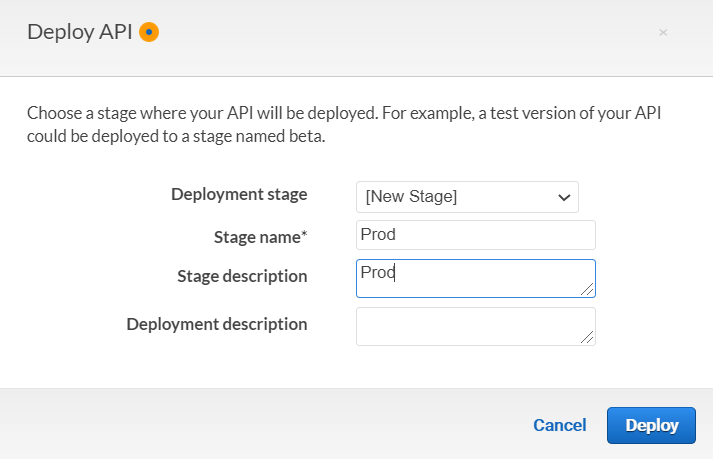 Deploy API
×
Choose a stage where your API will be deployed. For example, a test version of your API
could be deployed to a stage named beta.
Deployment stage [New Stage]
Stage name* Prod
Stage description Prod
Deployment description
Cancel Deploy